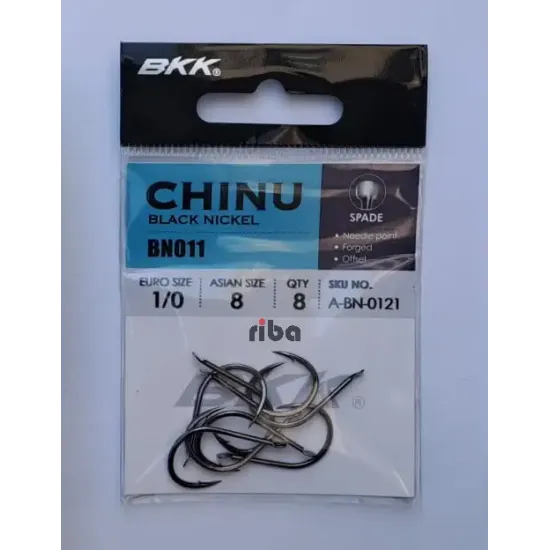 BKK®
CHINU
BLACK NICKEL
BN011
SPADE
• Needle point
• Forged
• Offset
EURO SIZE
1/0
ASIAN SIZE
8
QTY
8
SKU NO.
A-BN-0121
riba
BKK®